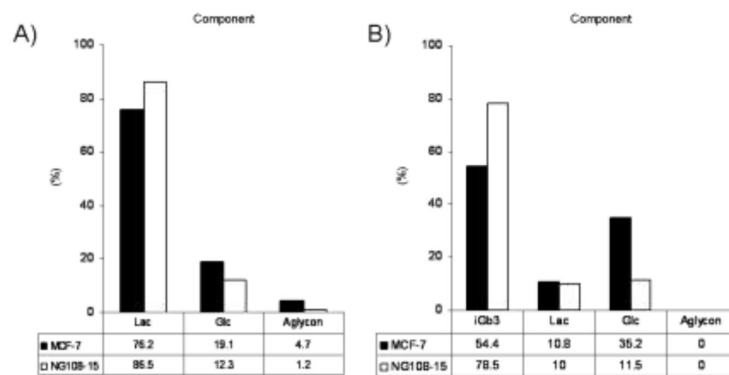 A)
Component
100
80
60
40
20
0
(%)
Lac Glc Aglycon
MCF-7 76.2 19.1 4.7
NG108-15 86.5 12.3 1.2
B)
Component
100
80
60
40
20
0
(%)
iGb3 Lac Glc Aglycon
MCF-7 54.4 10.8 35.2 0
NG108-15 78.5 10 11.5 0